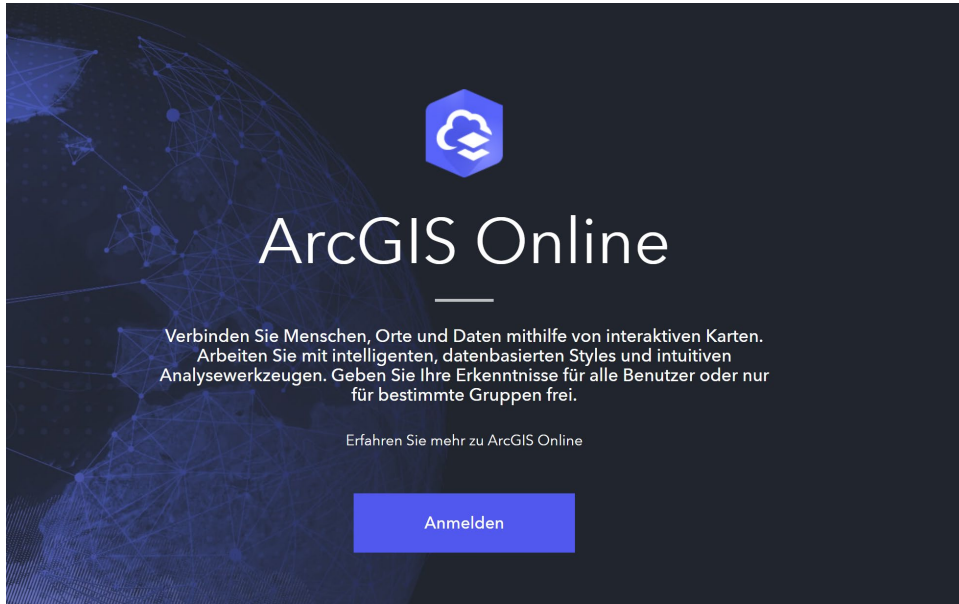 ArcGIS Online
Verbinden Sie Menschen, Orte und Daten mithilfe von interaktiven Karten.
Arbeiten Sie mit intelligenten, datenbasierten Styles und intuitiven
Analysewerkzeugen. Geben Sie Ihre Erkenntnisse für alle Benutzer oder nur
für bestimmte Gruppen frei.
Erfahren Sie mehr zu ArcGIS Online
Anmelden